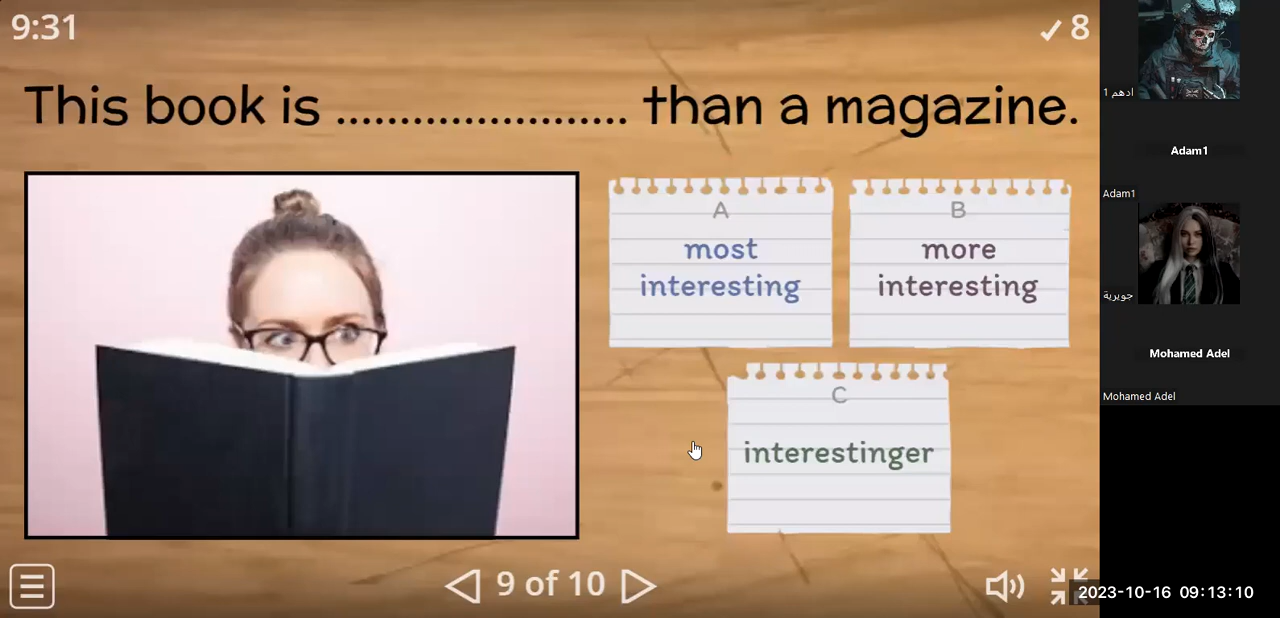 9:31
✓ 8
This book is ...................... than a magazine.
A
most
interesting
B
more
interesting
C
interestinger
9 of 10
2023-10-16 09:13:10
ادهم 1
Adam1
Adam1
جويرية
Mohamed Adel
Mohamed Adel